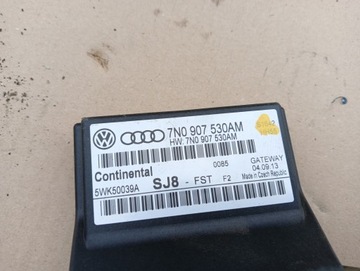 7N0 907 530AM
HW: 7N0 907 530AM
Continental
0085
GATEWAY
04.09.13
5WK50039A
SJ8 - FST F2
Made in Czech Republic